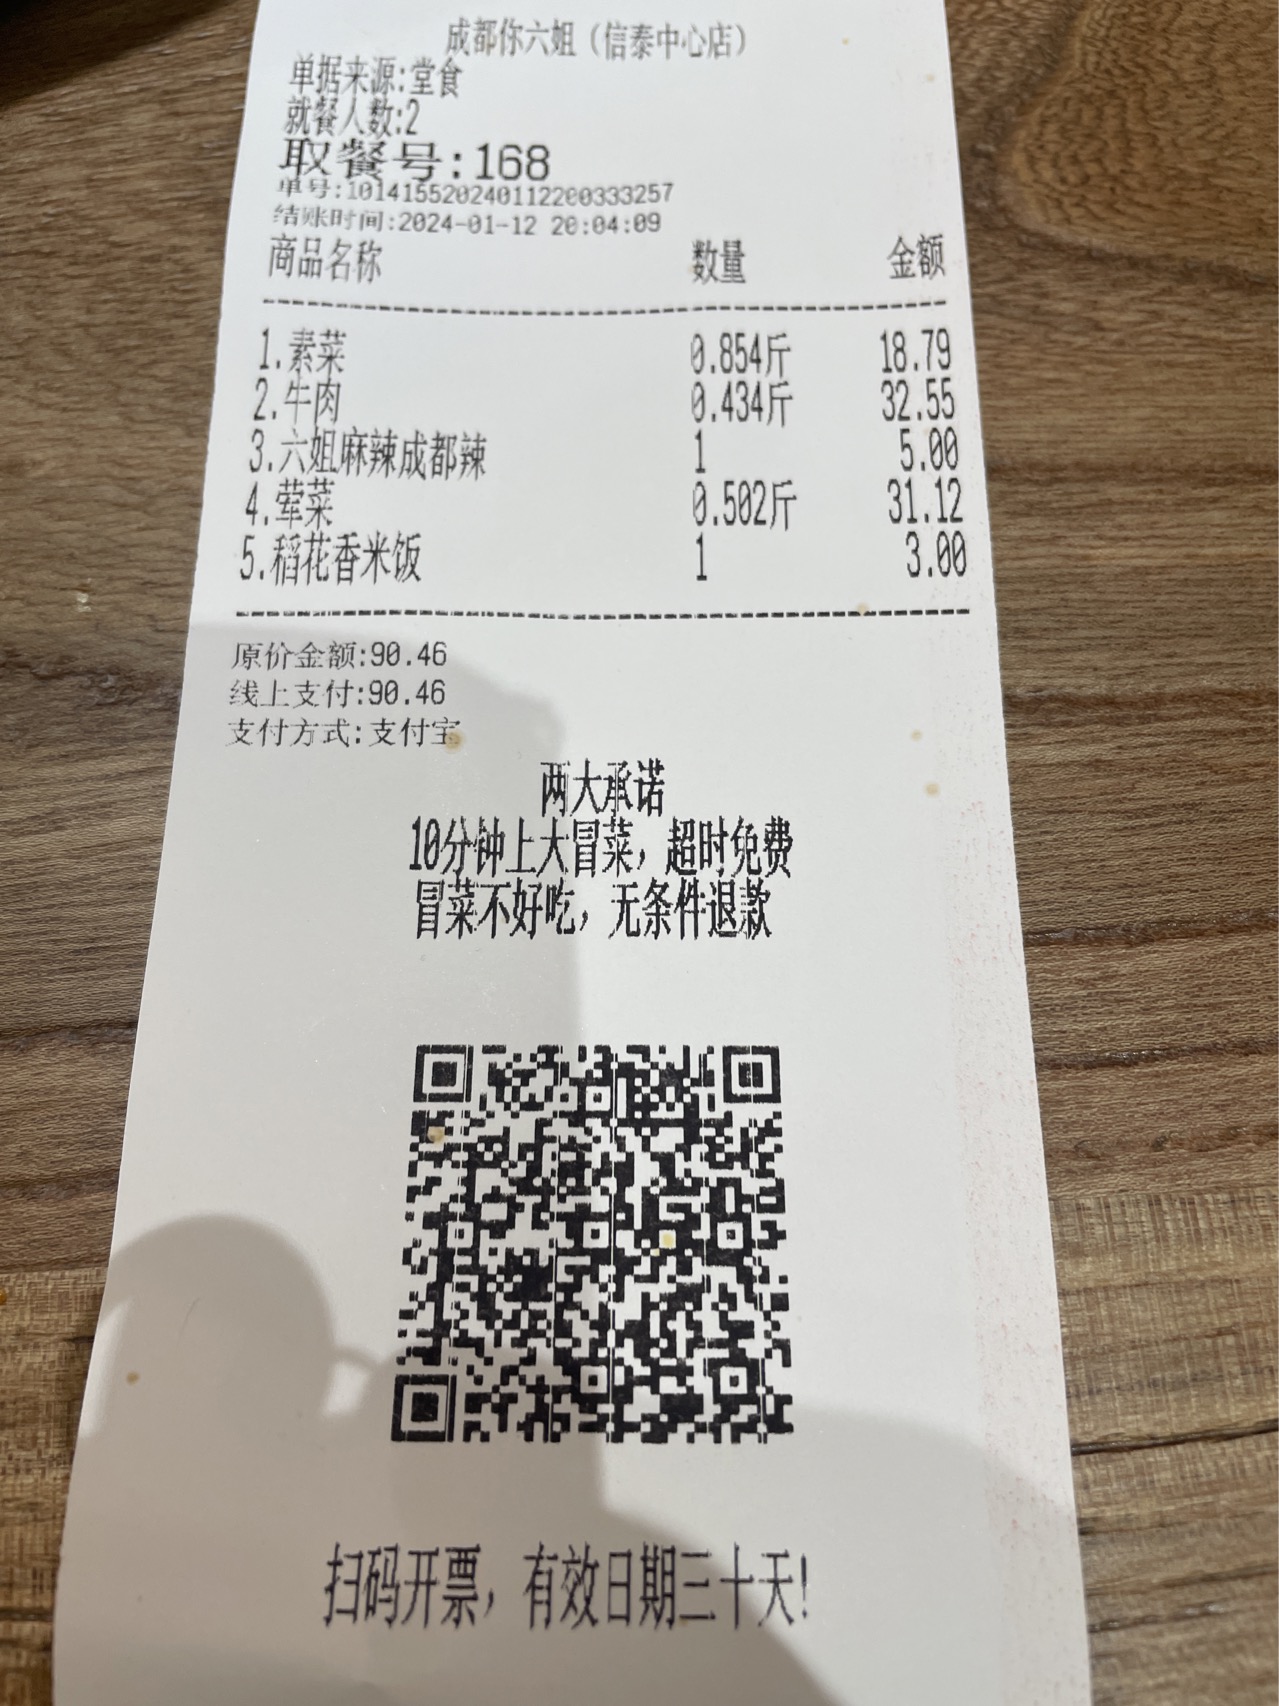 成都你六姐（信泰中心店）
单据来源:堂食
就餐人数:2
取餐号:168
单号:10141552024011220033​3257
结账时间:2024-01-12 20:04:09
商品名称 数量 金额
1.素菜 0.854斤 18.79
2.牛肉 0.434斤 32.55
3.六姐麻辣成都辣 1 5.00
4.荤菜 0.502斤 31.12
5.稻花香米饭 1 3.00
原价金额:90.46
线上支付:90.46
支付方式:支付宝
两大承诺
10分钟上大冒菜，超时免费
冒菜不好吃，无条件退款
扫码开票，有效日期三十天!